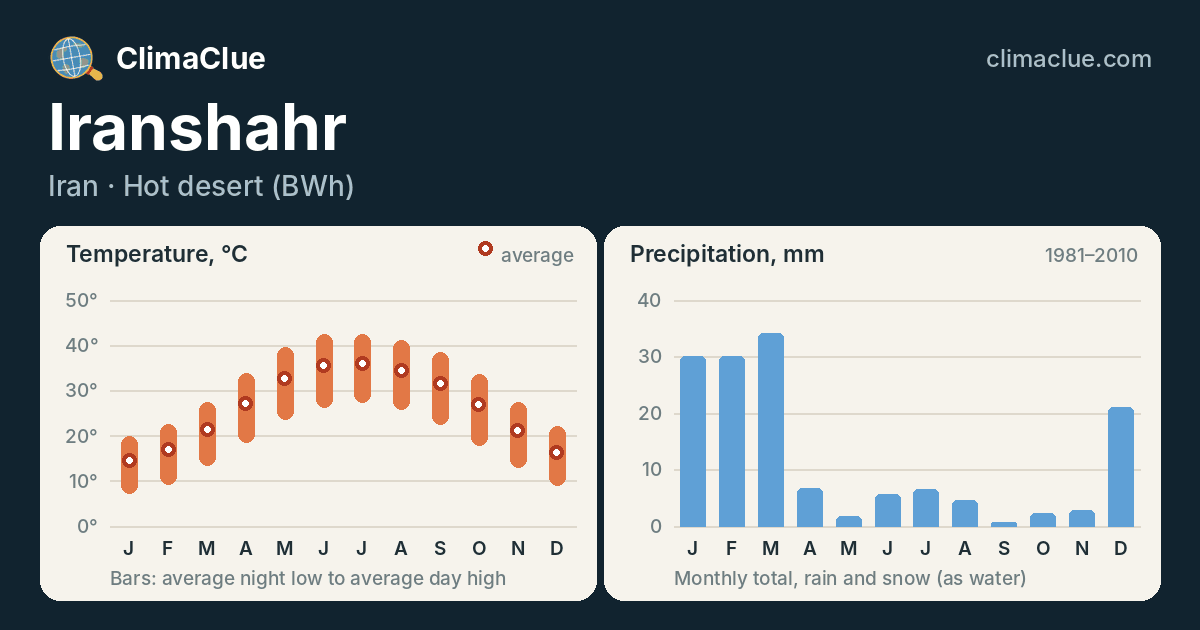 ClimaClue
climaclue.com
Iranshahr
Iran · Hot desert (BWh)
Temperature, °C
average
50°
40°
30°
20°
10°
0°
J F M A M J J A S O N D
Bars: average night low to average day high
Precipitation, mm
1981–2010
40
30
20
10
0
J F M A M J J A S O N D
Monthly total, rain and snow (as water)